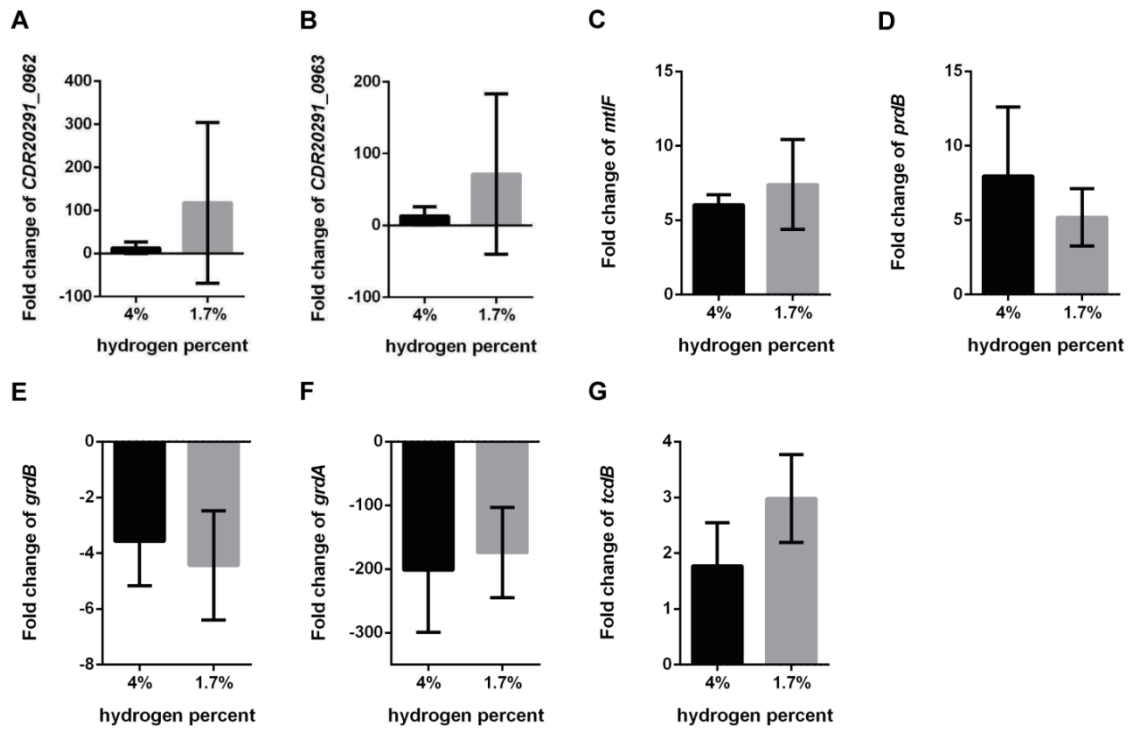 A
Fold change of CDR20291_0962
400
300
200
100
0
-100
4%
1.7%
hydrogen percent
B
Fold change of CDR20291_0963
200
100
0
-100
4%
1.7%
hydrogen percent
C
Fold change of mtlF
15
10
5
0
4%
1.7%
hydrogen percent
D
Fold change of prdB
15
10
5
0
4%
1.7%
hydrogen percent
E
Fold change of grdB
0
-2
-4
-6
-8
4%
1.7%
hydrogen percent
F
Fold change of grdA
0
-100
-200
-300
4%
1.7%
hydrogen percent
G
Fold change of tcdB
4
3
2
1
0
4%
1.7%
hydrogen percent